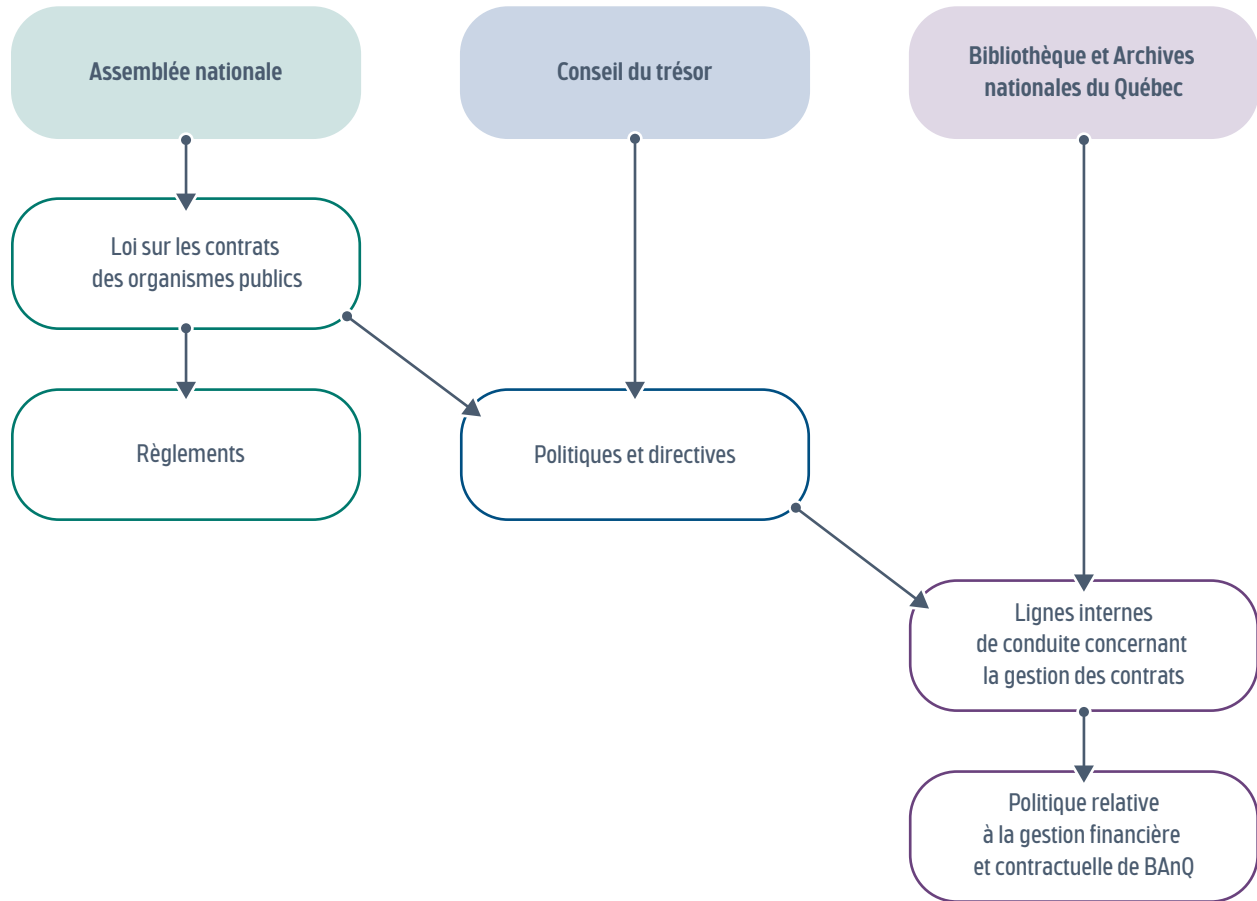 Assemblée nationale
Conseil du trésor
Bibliothèque et Archives
nationales du Québec
Loi sur les contrats
des organismes publics
Règlements
Politiques et directives
Lignes internes
de conduite concernant
la gestion des contrats
Politique relative
à la gestion financière
et contractuelle de BAnQ